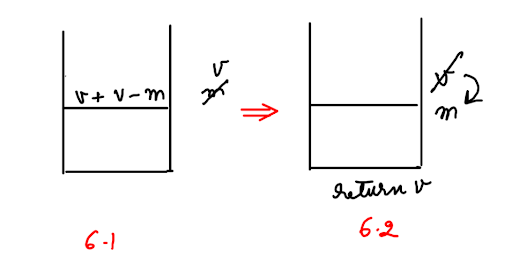 v
v + v - m
m
v
m
return v
6.1
6.2